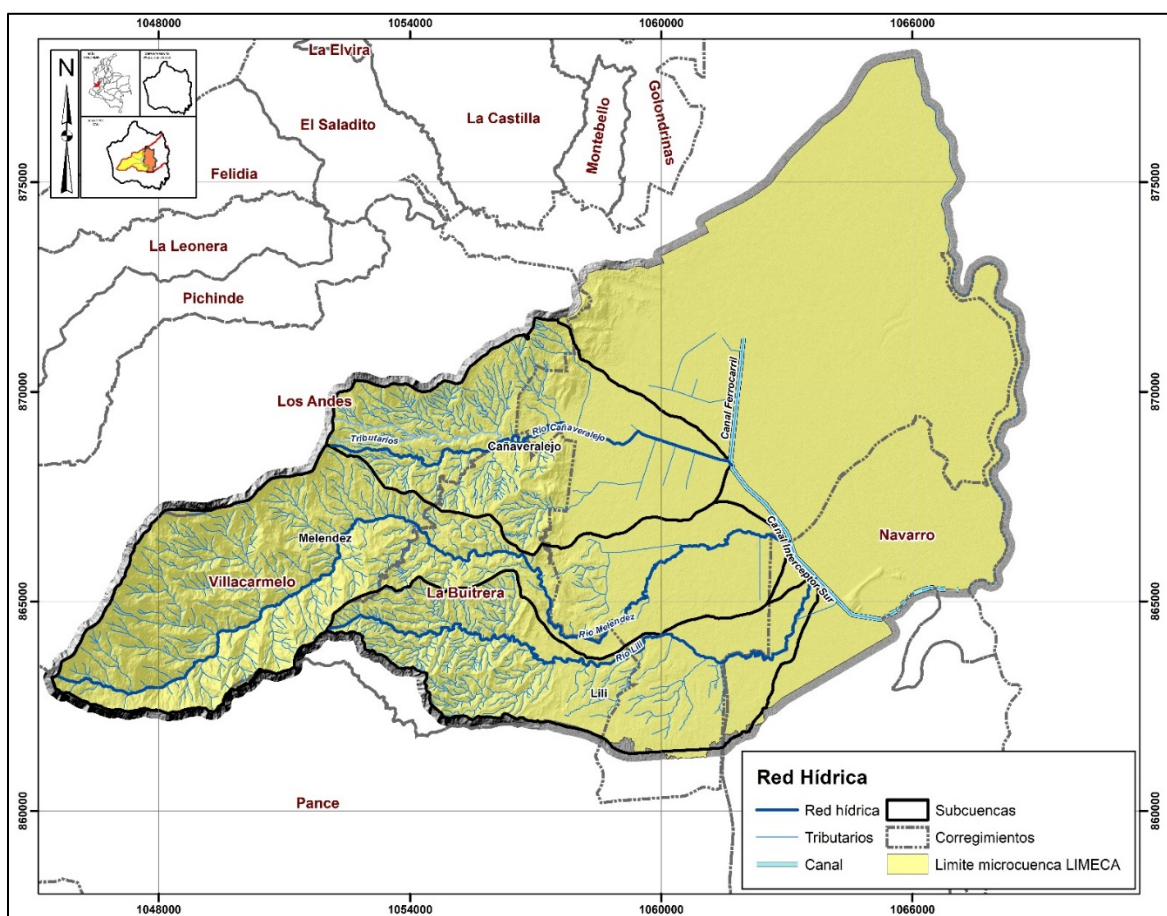 1048000
1054000
1060000
1066000
N
La Elvira
El Saladito
La Castilla
Montebello
Golondrinas
875000
875000
Felidia
La Leonera
Pichinde
870000
870000
Los Andes
Canal Ferrocarril
Tributarios
Rio Cañaveralejo
Cañaveralejo
Melendez
Canal Interceptor Sur
Navarro
Villacarmelo
La Buitrera
865000
865000
Rio Meléndez
Rio Lili
Lili
Pance
860000
860000
Red Hídrica
Red hídrica
Subcuencas
Tributarios
Corregimientos
Canal
Limite microcuenca LIMECA
1048000
1054000
1060000
1066000